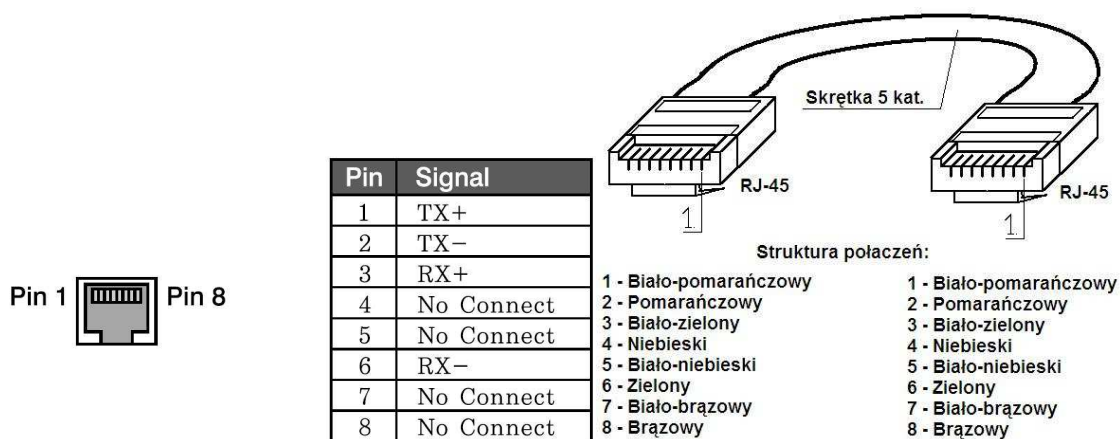 Skrętka 5 kat.
RJ-45
RJ-45
1.
1.
Pin 1
Pin 8
Pin Signal
1 TX+
2 TX−
3 RX+
4 No Connect
5 No Connect
6 RX−
7 No Connect
8 No Connect
Struktura połaczeń:
1 - Biało-pomarańczowy
2 - Pomarańczowy
3 - Biało-zielony
4 - Niebieski
5 - Biało-niebieski
6 - Zielony
7 - Biało-brązowy
8 - Brązowy
1 - Biało-pomarańczowy
2 - Pomarańczowy
3 - Biało-zielony
4 - Niebieski
5 - Biało-niebieski
6 - Zielony
7 - Biało-brązowy
8 - Brązowy